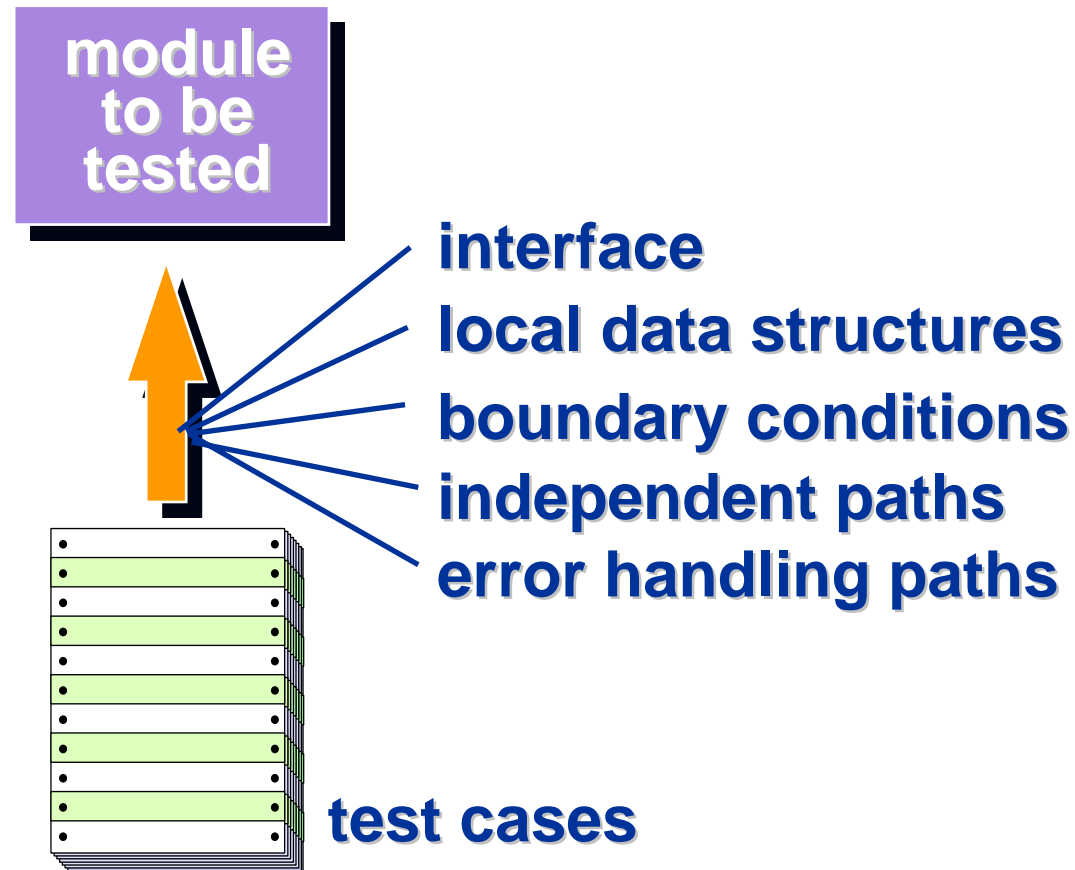 module
to be
tested
interface
local data structures
boundary conditions
independent paths
error handling paths
test cases